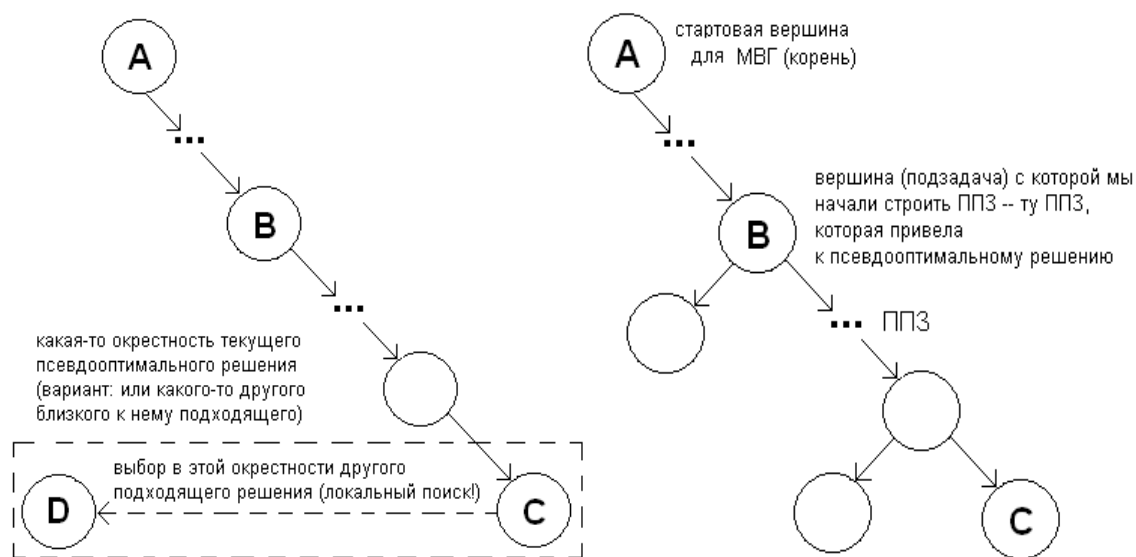 A
...
B
...
какая-то окрестность текущего
псевдооптимального решения
(вариант: или какого-то другого
близкого к нему подходящего)
выбор в этой окрестности другого
подходящего решения (локальный поиск!)
D
C
A
стартовая вершина
для МВГ (корень)
...
B
вершина (подзадача) с которой мы
начали строить ППЗ -- ту ППЗ,
которая привела
к псевдооптимальному решению
... ППЗ
C